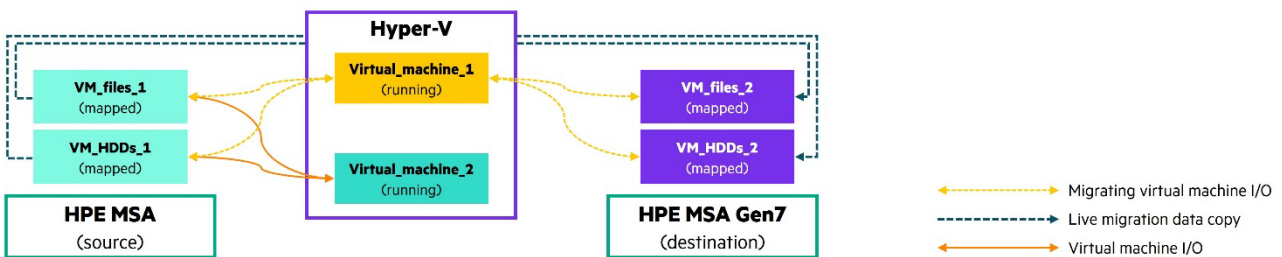 Hyper-V
VM_files_1
(mapped)
VM_HDDs_1
(mapped)
HPE MSA
(source)
Virtual_machine_1
(running)
Virtual_machine_2
(running)
VM_files_2
(mapped)
VM_HDDs_2
(mapped)
HPE MSA Gen7
(destination)
Migrating virtual machine I/O
Live migration data copy
Virtual machine I/O